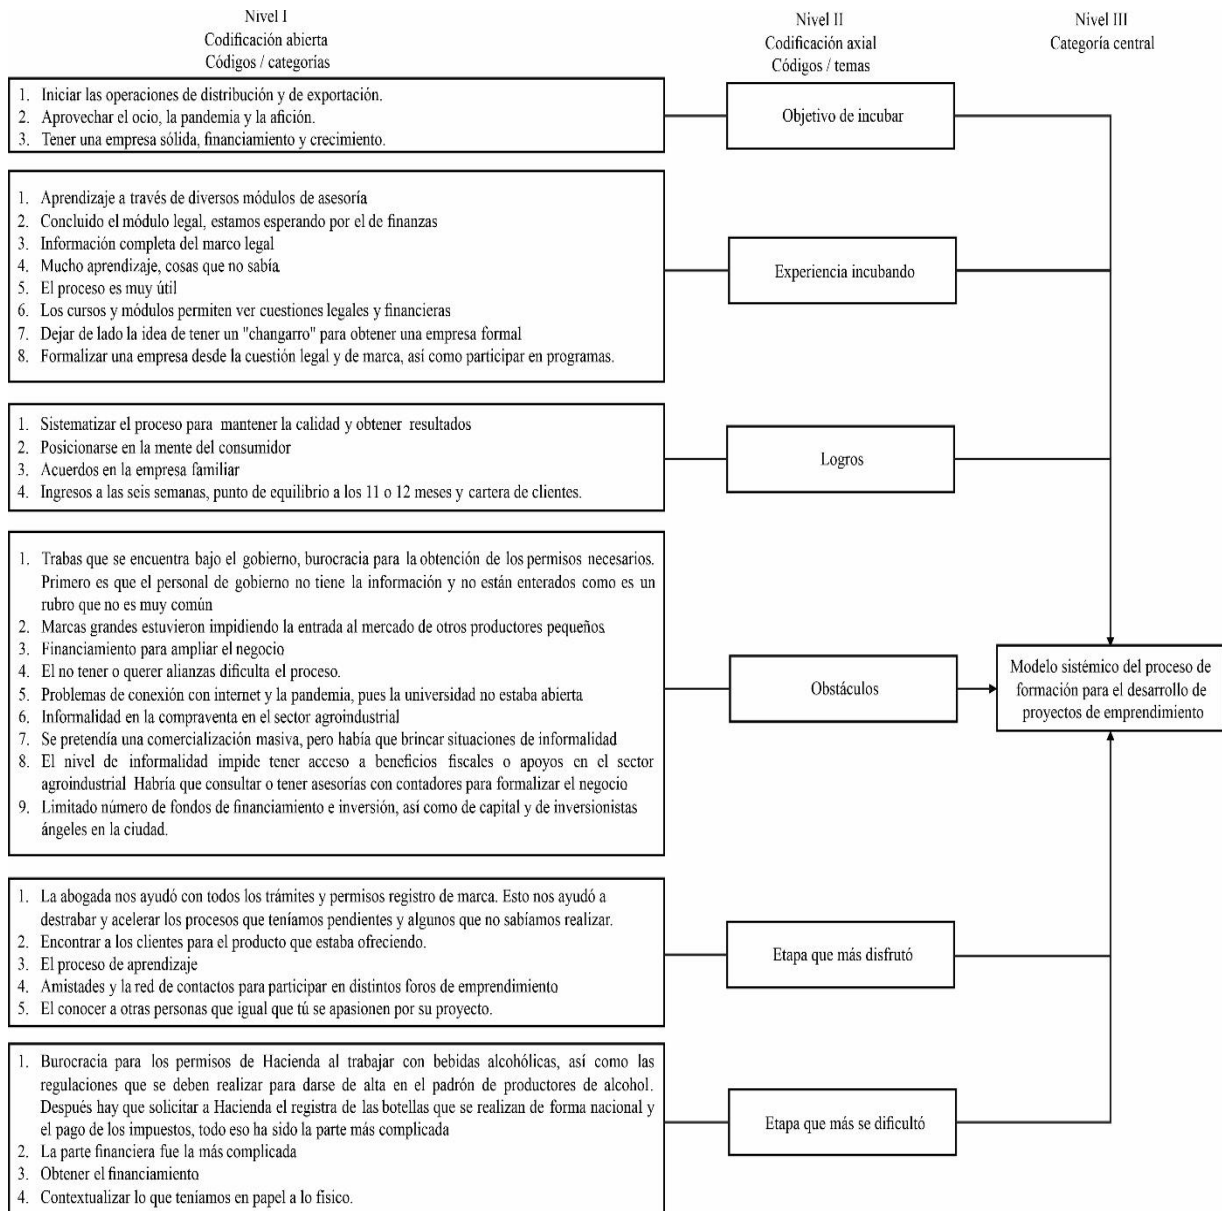 Nivel I
Codificación abierta
Códigos / categorías
Nivel II
Codificación axial
Códigos / temas
Nivel III
Categoría central
1. Iniciar las operaciones de distribución y de exportación.
2. Aprovechar el ocio, la pandemia y la afición.
3. Tener una empresa sólida, financiamiento y crecimiento.
Objetivo de incubar
1. Aprendizaje a través de diversos módulos de asesoría
2. Concluido el módulo legal, estamos esperando por el de finanzas
3. Información completa del marco legal
4. Mucho aprendizaje, cosas que no sabía.
5. El proceso es muy útil
6. Los cursos y módulos permiten ver cuestiones legales y financieras
7. Dejar de lado la idea de tener un "changarro" para obtener una empresa formal
8. Formalizar una empresa desde la cuestión legal y de marca, así como participar en programas.
Experiencia incubando
1. Sistematizar el proceso para mantener la calidad y obtener resultados
2. Posicionarse en la mente del consumidor
3. Acuerdos en la empresa familiar
4. Ingresos a las seis semanas, punto de equilibrio a los 11 o 12 meses y cartera de clientes.
Logros
1. Trabas que se encuentra bajo el gobierno, burocracia para la obtención de los permisos necesarios.
Primero es que el personal de gobierno no tiene la información y no están enterados como es un
rubro que no es muy común
2. Marcas grandes estuvieron impidiendo la entrada al mercado de otros productores pequeños.
3. Financiamiento para ampliar el negocio
4. El no tener o querer alianzas dificulta el proceso.
5. Problemas de conexión con internet y la pandemia, pues la universidad no estaba abierta
6. Informalidad en la compraventa en el sector agroindustrial
7. Se pretendía una comercialización masiva, pero había que brincar situaciones de informalidad
8. El nivel de informalidad impide tener acceso a beneficios fiscales o apoyos en el sector
agroindustrial Habría que consultar o tener asesorías con contadores para formalizar el negocio
9. Limitado número de fondos de financiamiento e inversión, así como de capital y de inversionistas
ángeles en la ciudad.
Obstáculos
Modelo sistémico del proceso de
formación para el desarrollo de
proyectos de emprendimiento
1. La abogada nos ayudó con todos los trámites y permisos registro de marca. Esto nos ayudó a
destrabar y acelerar los procesos que teníamos pendientes y algunos que no sabíamos realizar.
2. Encontrar a los clientes para el producto que estaba ofreciendo.
3. El proceso de aprendizaje
4. Amistades y la red de contactos para participar en distintos foros de emprendimiento
5. El conocer a otras personas que igual que tú se apasionen por su proyecto.
Etapa que más disfrutó
1. Burocracia para los permisos de Hacienda al trabajar con bebidas alcohólicas, así como las
regulaciones que se deben realizar para darse de alta en el padrón de productores de alcohol.
Después hay que solicitar a Hacienda el registra de las botellas que se realizan de forma nacional y
el pago de los impuestos, todo eso ha sido la parte más complicada
2. La parte financiera fue la más complicada
3. Obtener el financiamiento
4. Contextualizar lo que teníamos en papel a lo físico.
Etapa que más se dificultó